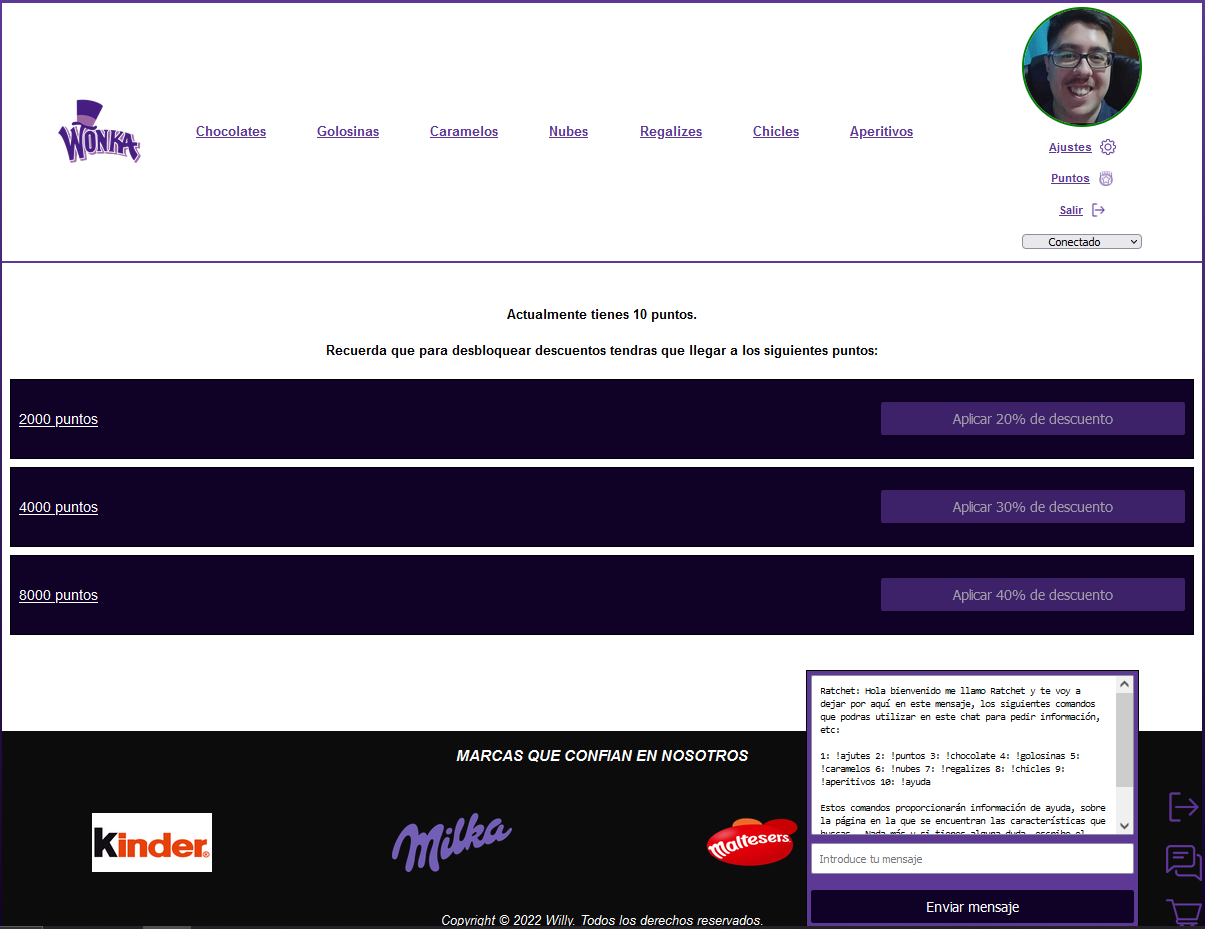 WONKA
Chocolates
Golosinas
Caramelos
Nubes
Regalizes
Chicles
Aperitivos
Ajustes
Puntos
Salir
Conectado
Actualmente tienes 10 puntos.
Recuerda que para desbloquear descuentos tendras que llegar a los siguientes puntos:
2000 puntos
Aplicar 20% de descuento
4000 puntos
Aplicar 30% de descuento
8000 puntos
Aplicar 40% de descuento
Ratchet: Hola bienvenido me llamo Ratchet y te voy a
dejar por aquí en este mensaje, los siguientes comandos
que podras utilizar en este chat para pedir información,
etc:
1: !ajutes 2: !puntos 3: !chocolate 4: !golosinas 5:
!caramelos 6: !nubes 7: !regalizes 8: !chicles 9:
!aperitivos 10: !ayuda
Estos comandos proporcionarán información de ayuda, sobre
la página en la que se encuentran las características que
buscas. Nada más y si tienes alguna duda, escribe el
Introduce tu mensaje
Enviar mensaje
MARCAS QUE CONFIAN EN NOSOTROS
Kinder
Milka
Maltesers
Copyright © 2022 Willy. Todos los derechos reservados.